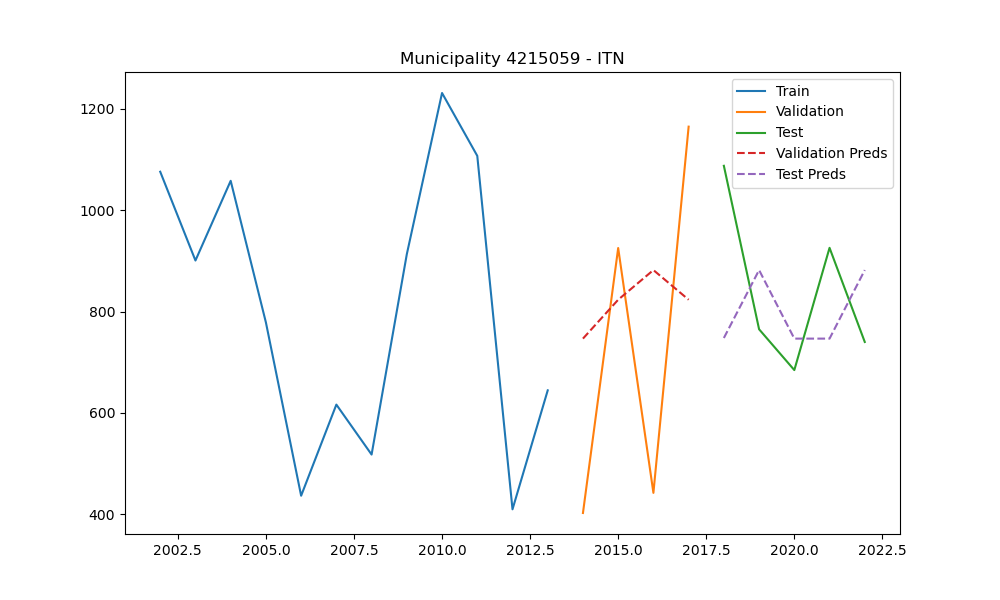 Municipality 4215059 - ITN
Train
Validation
Test
Validation Preds
Test Preds
1200
1000
800
600
400
2002.5 2005.0 2007.5 2010.0 2012.5 2015.0 2017.5 2020.0 2022.5